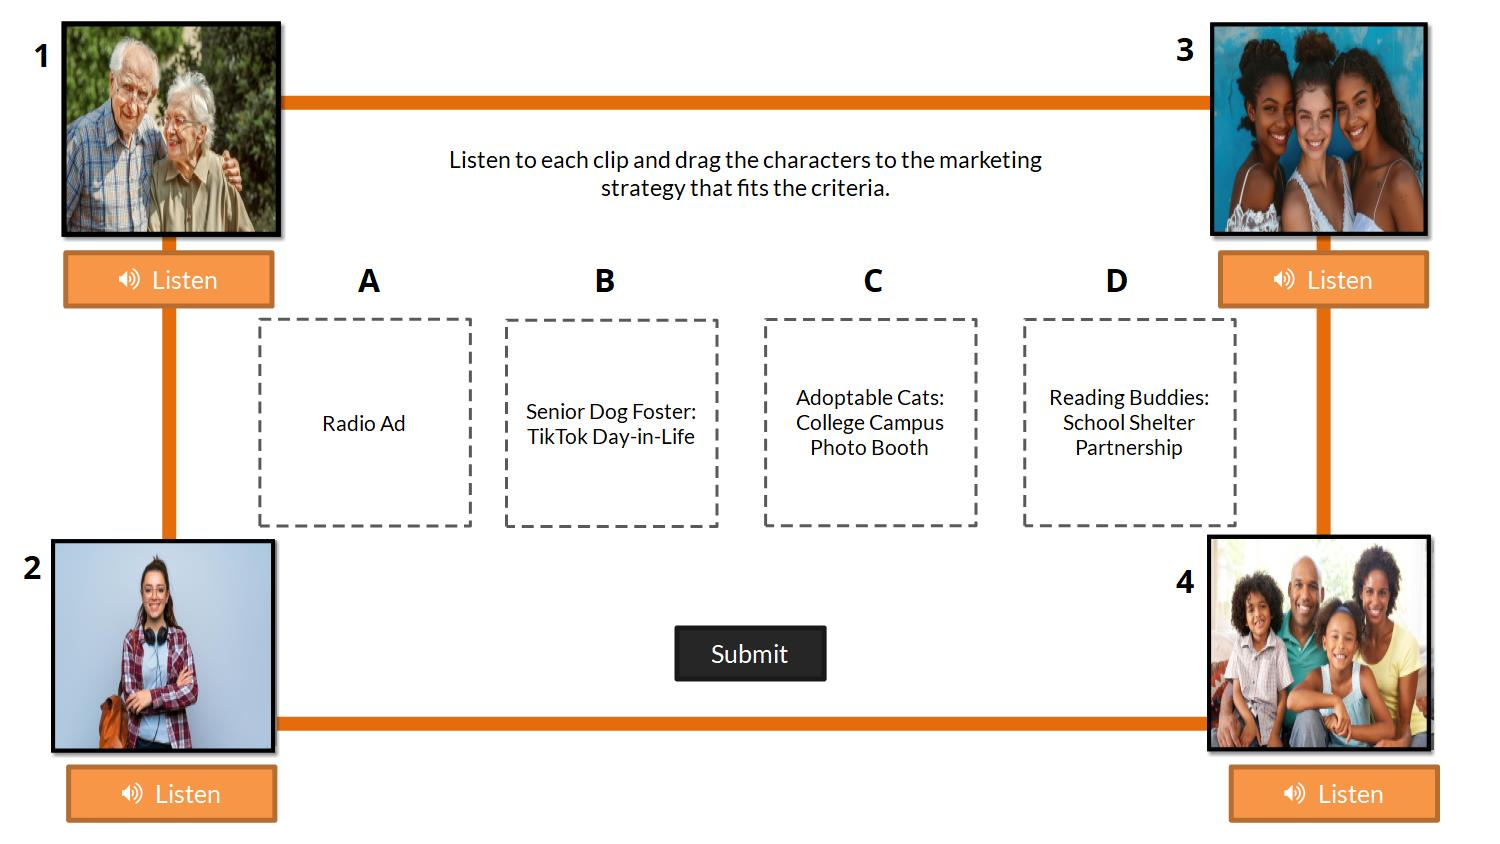 1
3
Listen to each clip and drag the characters to the marketing
strategy that fits the criteria.
Listen
Listen
A
B
C
D
Radio Ad
Senior Dog Foster:
TikTok Day-in-Life
Adoptable Cats:
College Campus
Photo Booth
Reading Buddies:
School Shelter
Partnership
2
4
Submit
Listen
Listen